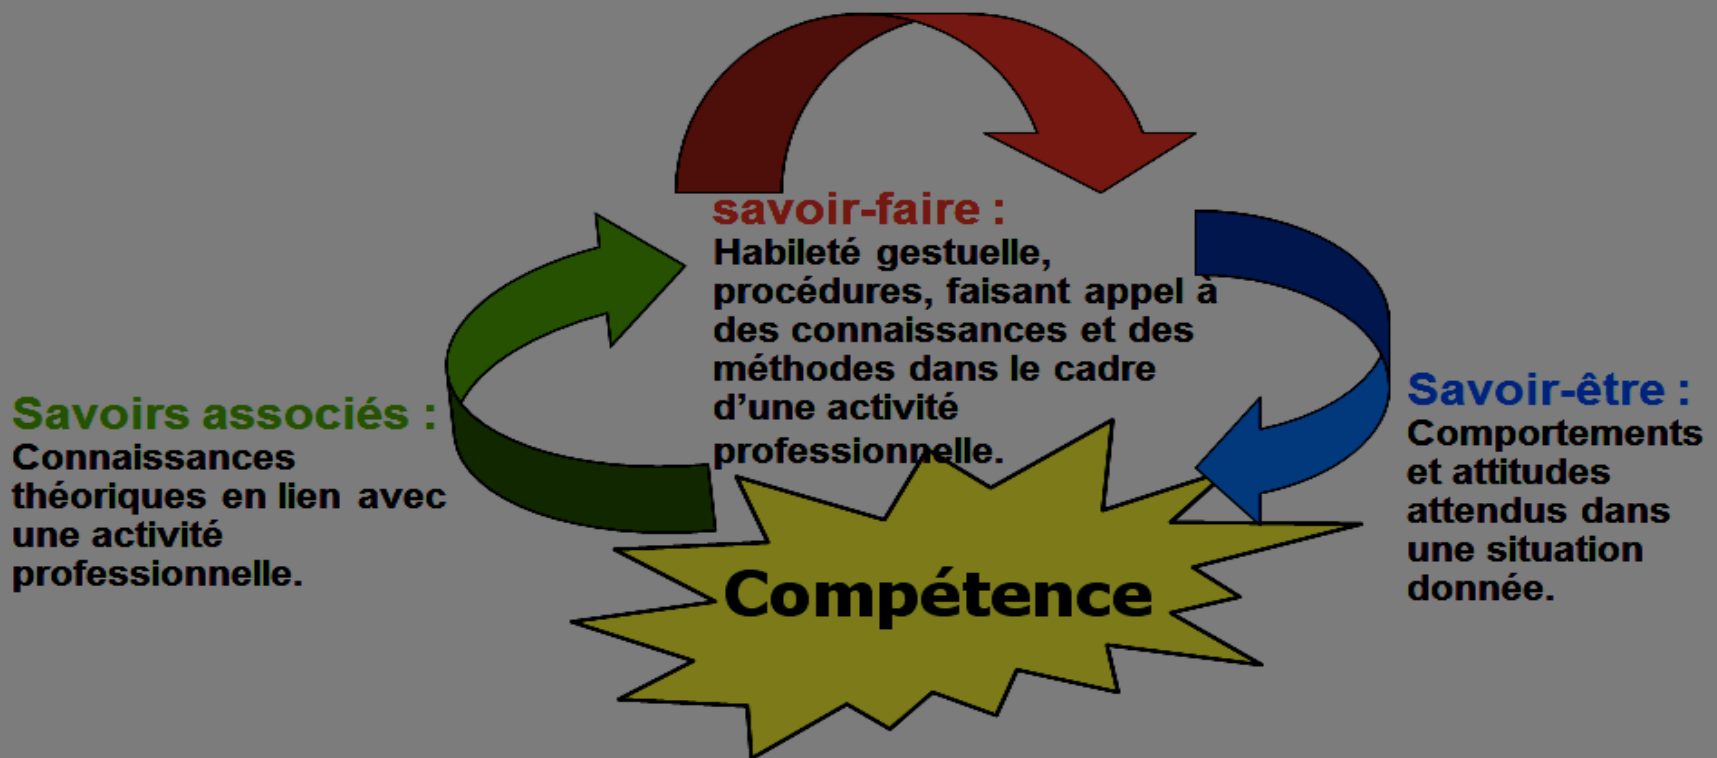 savoir-faire :
Habileté gestuelle,
procédures, faisant appel à
des connaissances et des
méthodes dans le cadre
d’une activité
professionnelle.
Savoirs associés :
Connaissances
théoriques en lien avec
une activité
professionnelle.
Savoir-être :
Comportements
et attitudes
attendus dans
une situation
donnée.
Compétence